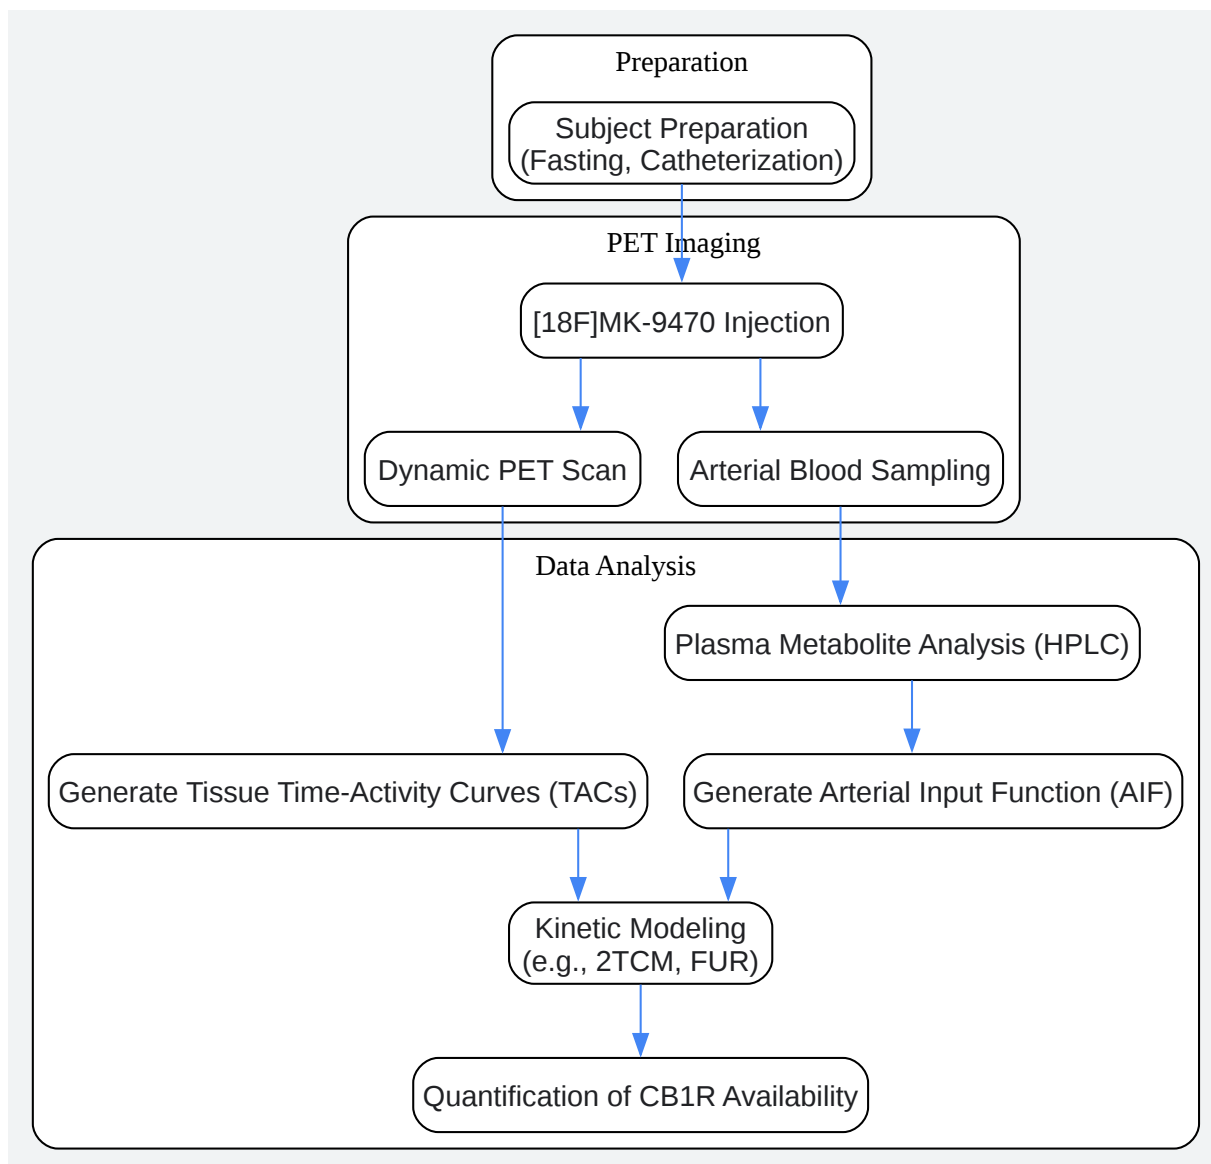 Preparation
Subject Preparation
(Fasting, Catheterization)
PET Imaging
[18F]MK-9470 Injection
Dynamic PET Scan
Arterial Blood Sampling
Data Analysis
Plasma Metabolite Analysis (HPLC)
Generate Tissue Time-Activity Curves (TACs)
Generate Arterial Input Function (AIF)
Kinetic Modeling
(e.g., 2TCM, FUR)
Quantification of CB1R Availability